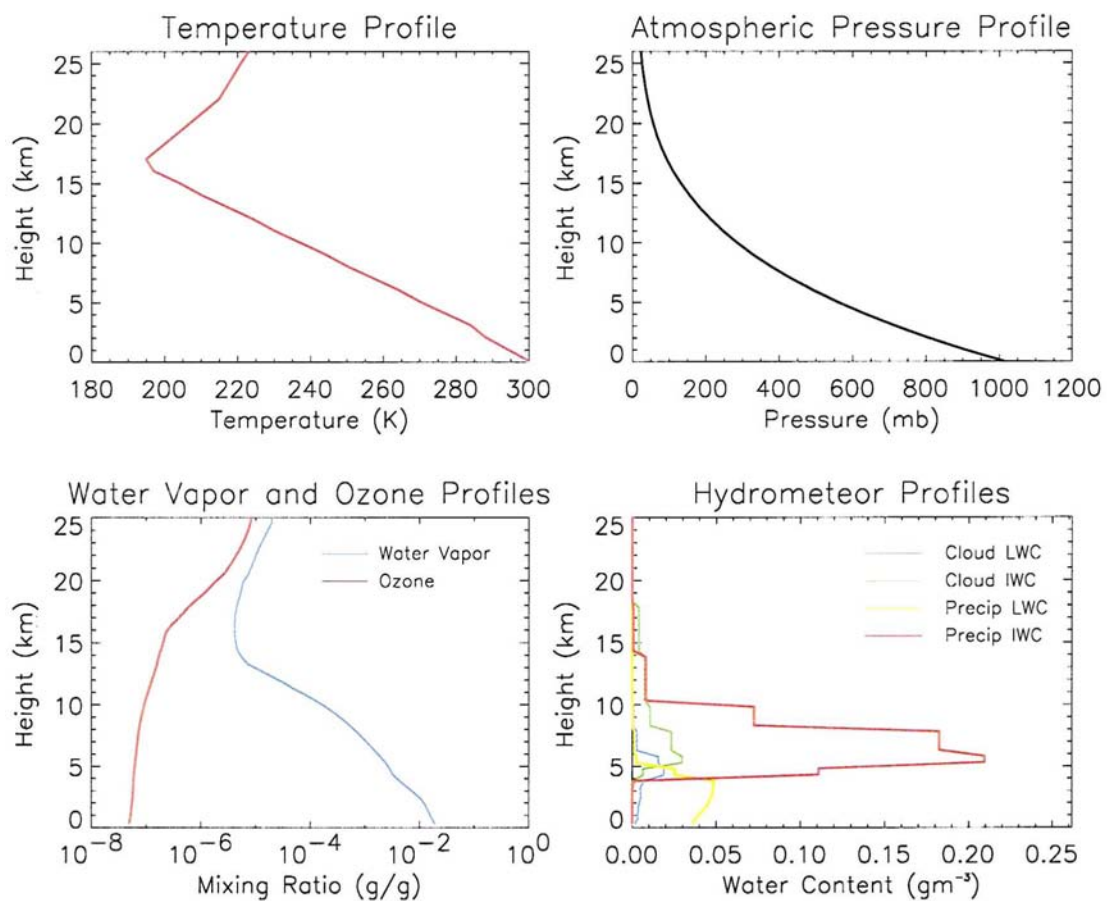 Temperature Profile
Height (km)
25
20
15
10
5
0
180 200 220 240 260 280 300
Temperature (K)
Atmospheric Pressure Profile
Height (km)
25
20
15
10
5
0
0 200 400 600 800 1000 1200
Pressure (mb)
Water Vapor and Ozone Profiles
Height (km)
25
20
15
10
5
0
Water Vapor
Ozone
10⁻⁸ 10⁻⁶ 10⁻⁴ 10⁻² 10⁰
Mixing Ratio (g/g)
Hydrometeor Profiles
Height (km)
25
20
15
10
5
0
Cloud LWC
Cloud IWC
Precip LWC
Precip IWC
0.00 0.05 0.10 0.15 0.20 0.25
Water Content (gm⁻³)